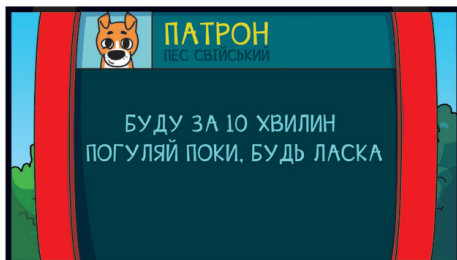 ПАТРОН
ПЕС СВІЙСЬКИЙ
БУДУ ЗА 10 ХВИЛИН
ПОГУЛЯЙ ПОКИ, БУДЬ ЛАСКА